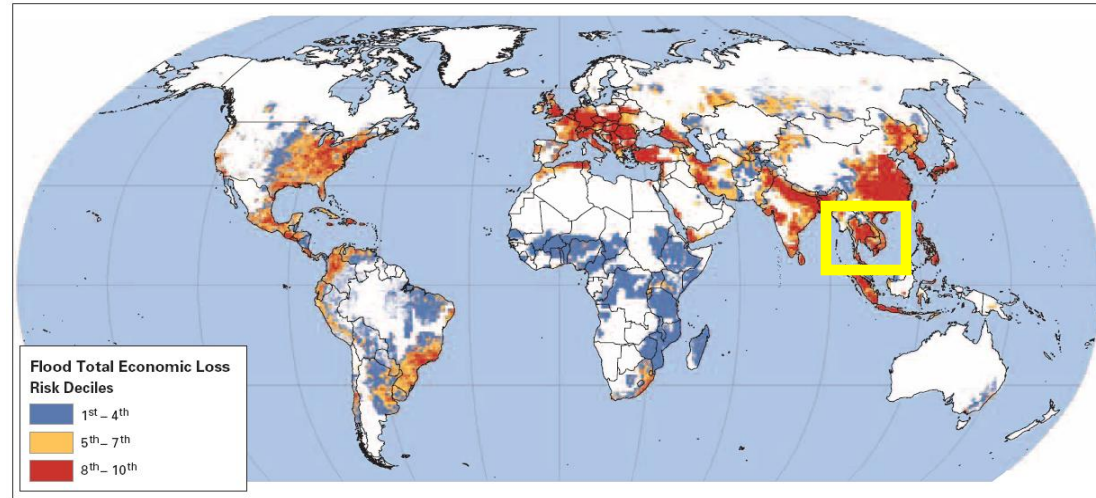 Flood Total Economic Loss
Risk Deciles
1st – 4th
5th – 7th
8th – 10th